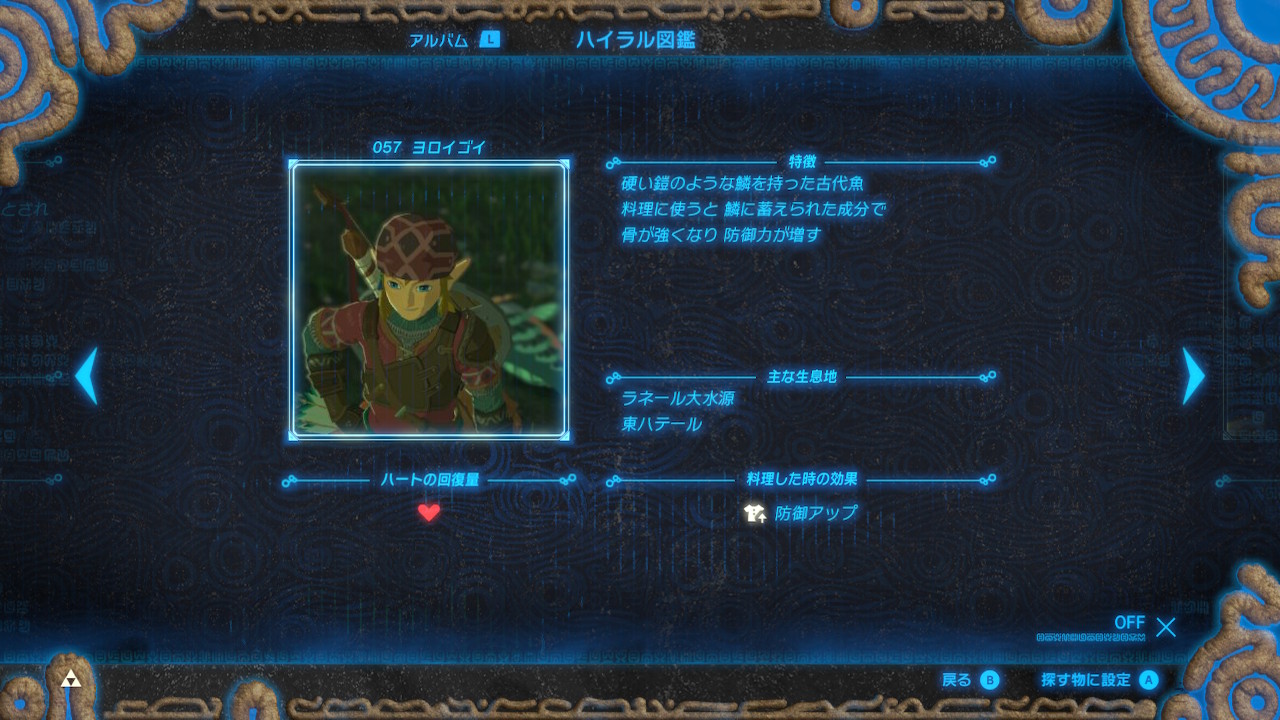 アルバム L
ハイラル図鑑
057 ヨロイゴイ
特徴
硬い鎧のような鱗を持った古代魚
料理に使うと 鱗に蓄えられた成分で
骨が強くなり 防御力が増す
主な生息地
ラネール大水源
東ハテール
ハートの回復量
料理した時の効果
防御アップ
とされ
OFF
戻る B
探す物に設定 A